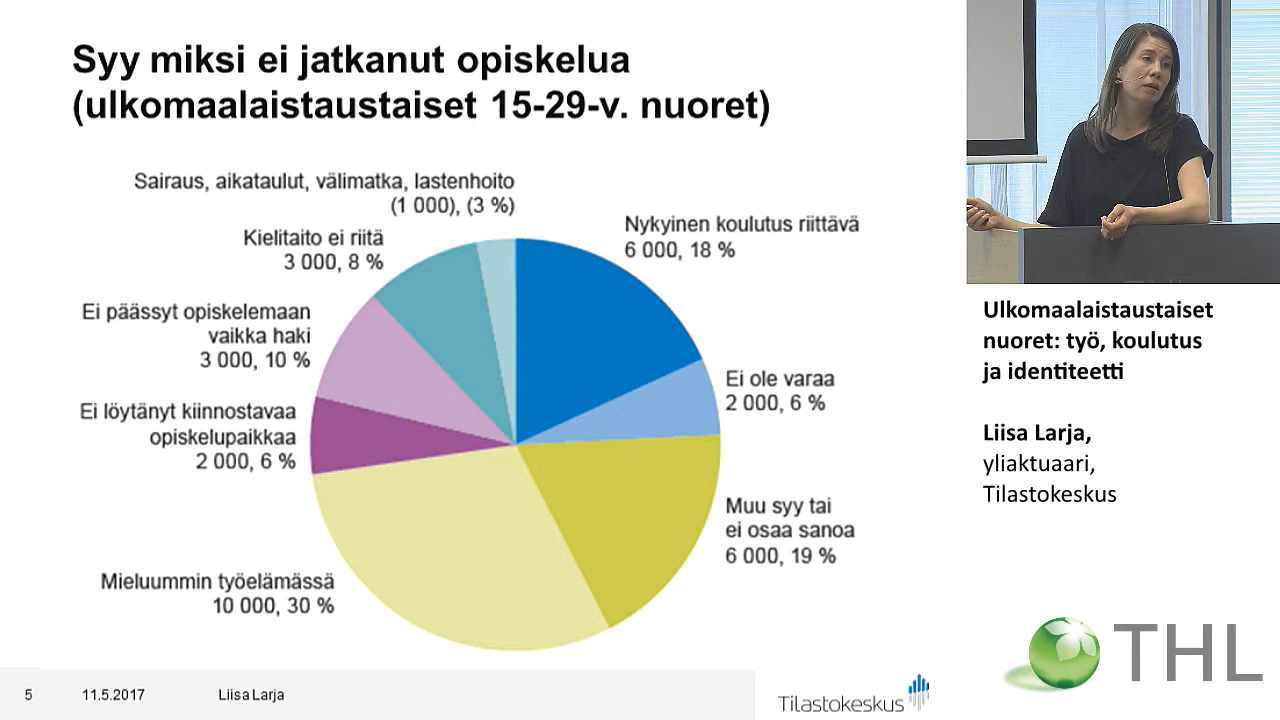 Syy miksi ei jatkanut opiskelua
(ulkomaalaistaustaiset 15-29-v. nuoret)
Sairaus, aikataulut, välimatka, lastenhoito
(1 000), (3 %)
Nykyinen koulutus riittävä
6 000, 18 %
Kielitaito ei riitä
3 000, 8 %
Ei päässyt opiskelemaan
vaikka haki
3 000, 10 %
Ei ole varaa
2 000, 6 %
Ei löytänyt kiinnostavaa
opiskelupaikkaa
2 000, 6 %
Muu syy tai
ei osaa sanoa
6 000, 19 %
Mieluummin työelämässä
10 000, 30 %
5 11.5.2017 Liisa Larja
Tilastokeskus
Ulkomaalaistaustaiset
nuoret: työ, koulutus
ja identiteetti
Liisa Larja,
yliaktuaari,
Tilastokeskus
THL